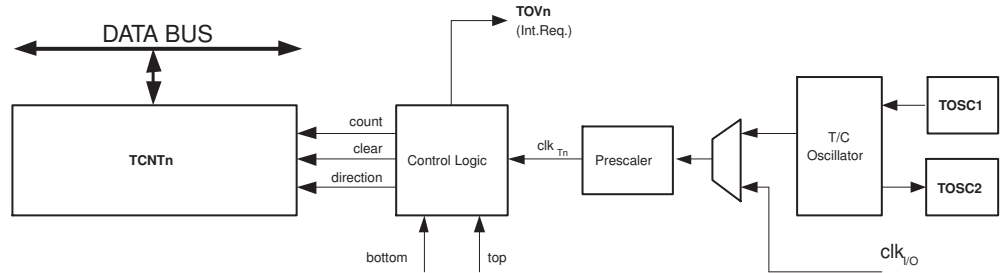 TOVn
(Int.Req.)
DATA BUS
TCNTn
count
clear
direction
Control Logic
clk Tn
Prescaler
T/C
Oscillator
TOSC1
TOSC2
bottom
top
clk I/O